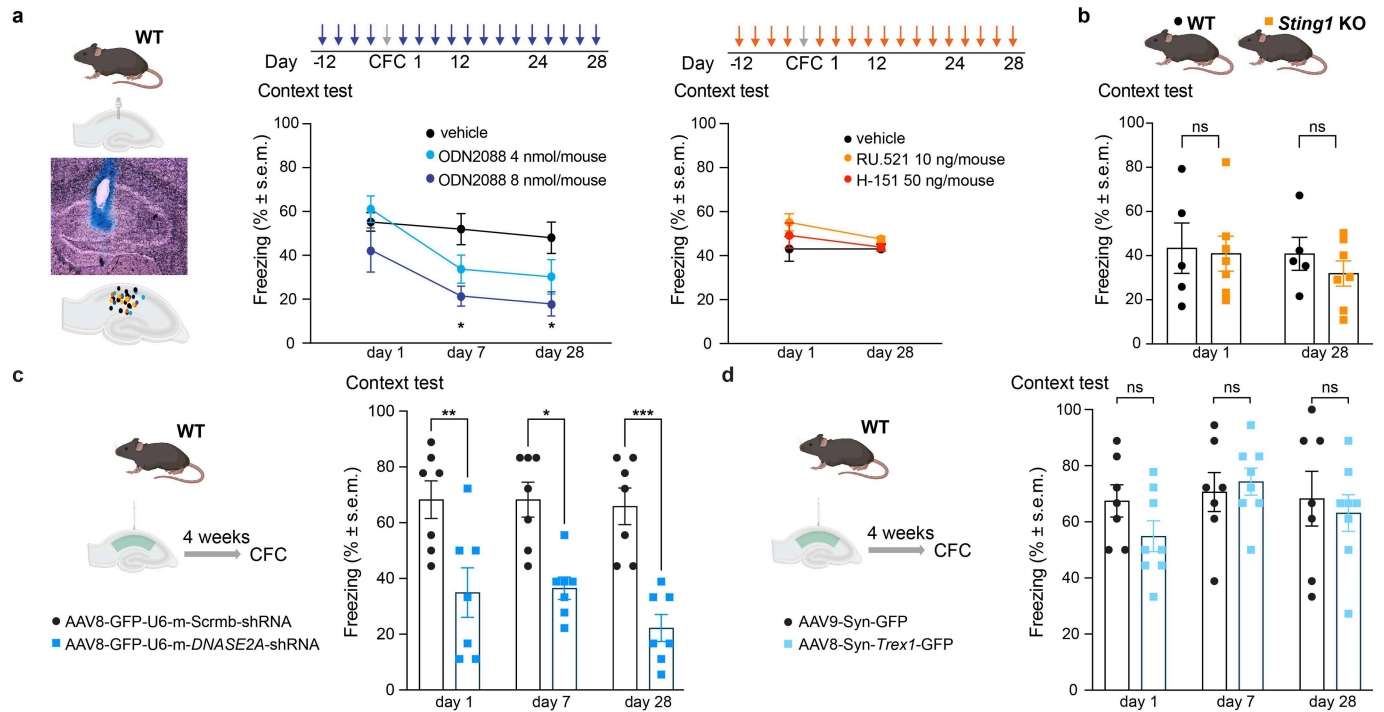 a
WT
Day -12 CFC 1 12 24 28
Context test
Freezing (% ± s.e.m.)
100
80
60
40
20
0
vehicle
ODN2088 4 nmol/mouse
ODN2088 8 nmol/mouse
* *
day 1 day 7 day 28
Day -12 CFC 1 12 24 28
Context test
Freezing (% ± s.e.m.)
100
80
60
40
20
0
vehicle
RU.521 10 ng/mouse
H-151 50 ng/mouse
day 1 day 28
b
WT Sting1 KO
Context test
Freezing (% ± s.e.m.)
100
80
60
40
20
0
ns ns
day 1 day 28
c
WT
4 weeks
CFC
AAV8-GFP-U6-m-Scrmb-shRNA
AAV8-GFP-U6-m-DNASE2A-shRNA
Context test
Freezing (% ± s.e.m.)
100
80
60
40
20
0
** * ***
day 1 day 7 day 28
d
WT
4 weeks
CFC
AAV9-Syn-GFP
AAV8-Syn-Trex1-GFP
Context test
Freezing (% ± s.e.m.)
100
80
60
40
20
0
ns ns ns
day 1 day 7 day 28